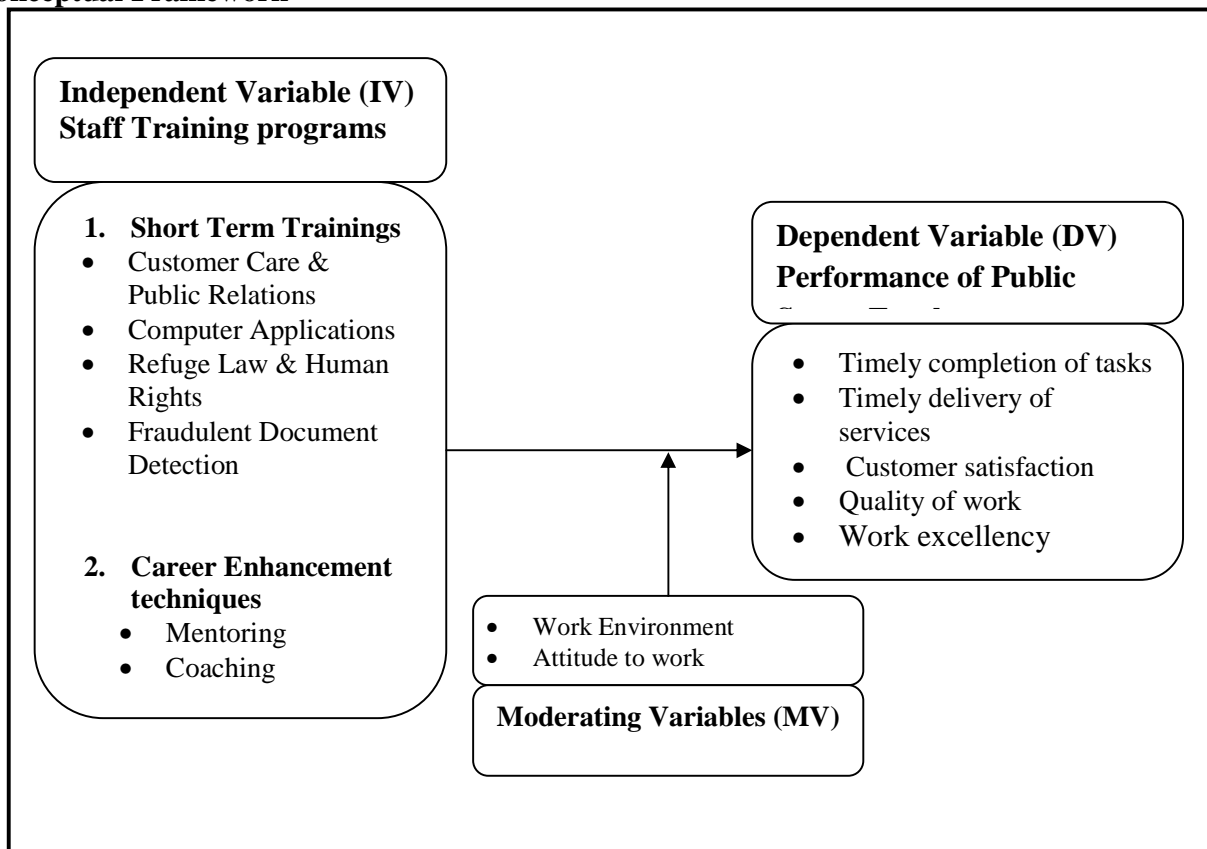 Conceptual Framework
Independent Variable (IV)
Staff Training programs
1. Short Term Trainings
• Customer Care &
Public Relations
• Computer Applications
• Refuge Law & Human
Rights
• Fraudulent Document
Detection
2. Career Enhancement
techniques
• Mentoring
• Coaching
Dependent Variable (DV)
Performance of Public
• Timely completion of tasks
• Timely delivery of
services
• Customer satisfaction
• Quality of work
• Work excellency
• Work Environment
• Attitude to work
Moderating Variables (MV)